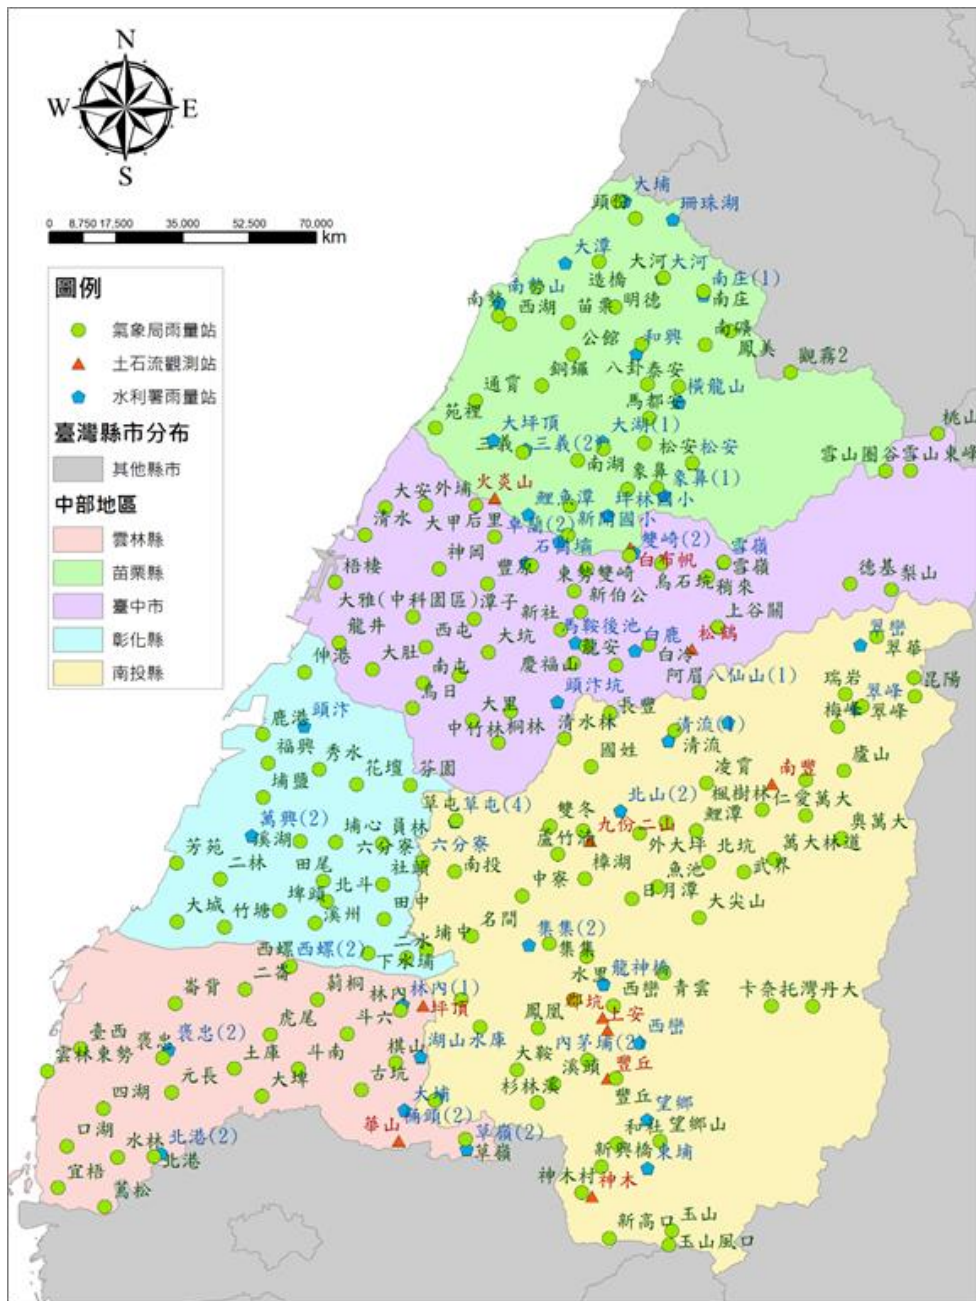 N
W E
S
0 8,750 17,500 35,000 52,500 70,000
km
圖例
氣象局雨量站
土石流觀測站
水利署雨量站
臺灣縣市分布
其他縣市
中部地區
雲林縣
苗栗縣
臺中市
彰化縣
南投縣
大埔
頭份
珊珠湖
大潭
造橋
大河 大河
南庄(1)
南庄
南勢 南勢山
西湖
苗栗
明德
公館
和興
南礦
鳳美
觀霧2
銅鑼
八卦 泰安
橫龍山
通霄
馬都安
苑裡
大坪頂
大湖(1)
桃山
三義 三義(2)
松安 松安
南湖
雪山圈谷 雪山東峰
象鼻
象鼻(1)
火炎山
大安 外埔
鯉魚潭
坪林國小
清水
大甲 后里
卓蘭(2)
新開國小
神岡
石圳壩
雙崎(2)
白布帆
雪嶺
雪嶺
梧棲
豐原
東勢 雙崎
烏石坑
稍來
德基 梨山
大雅(中科園區) 潭子
新社
新伯公
上谷關
龍井
西屯
大坑
馬鞍後池
龍安
白鹿
白冷
松鶴
翠巒
翠華
伸港
大肚
南屯
慶福山
阿眉 八仙山(1)
烏日
頭汴坑
瑞岩
昆陽
翠峰
翠峰
梅峰
鹿港
頭汴
大里
中竹林 桐林
清水林
長豐
清流(1)
清流
福興
秀水
國姓
花壇 芬園
凌霄
南豐
廬山
埔鹽
楓樹林
仁愛 萬大
草屯 草屯(4)
雙冬
北山(2)
鯉潭
萬興(2)
溪湖
埔心 員林
九份二山
蘆竹湳
外大坪
奧萬大
芳苑
六分寮
六分寮
樟湖
北坑
萬大林道
二林
田尾
社頭
南投
中寮
魚池
武界
埤頭
北斗
日月潭
大城
竹塘
溪州
田中
名間
大尖山
二水 埔中
集集(2)
集集
西螺 西螺(2)
下水埔
水里
龍神橋
二崙
崙背
莿桐
林內 林內(1)
坪頂
郡坑
上安
西巒 青雲
卡奈托灣 丹大
斗六
鳳凰
西巒
臺西
褒忠
褒忠(2)
虎尾
湖山水庫
內茅埔(2)
雲林東勢
土庫
斗南
棋山
大鞍
溪頭
豐丘
豐丘
元長
大埤
古坑
杉林溪
四湖
大埔
桶頭(2)
望鄉
口湖
華山
草嶺(2)
草嶺
和社 望鄉山
水林 北港(2)
北港
新興橋 東埔
宜梧
神木村
神木
蔦松
新高口
玉山
玉山風口